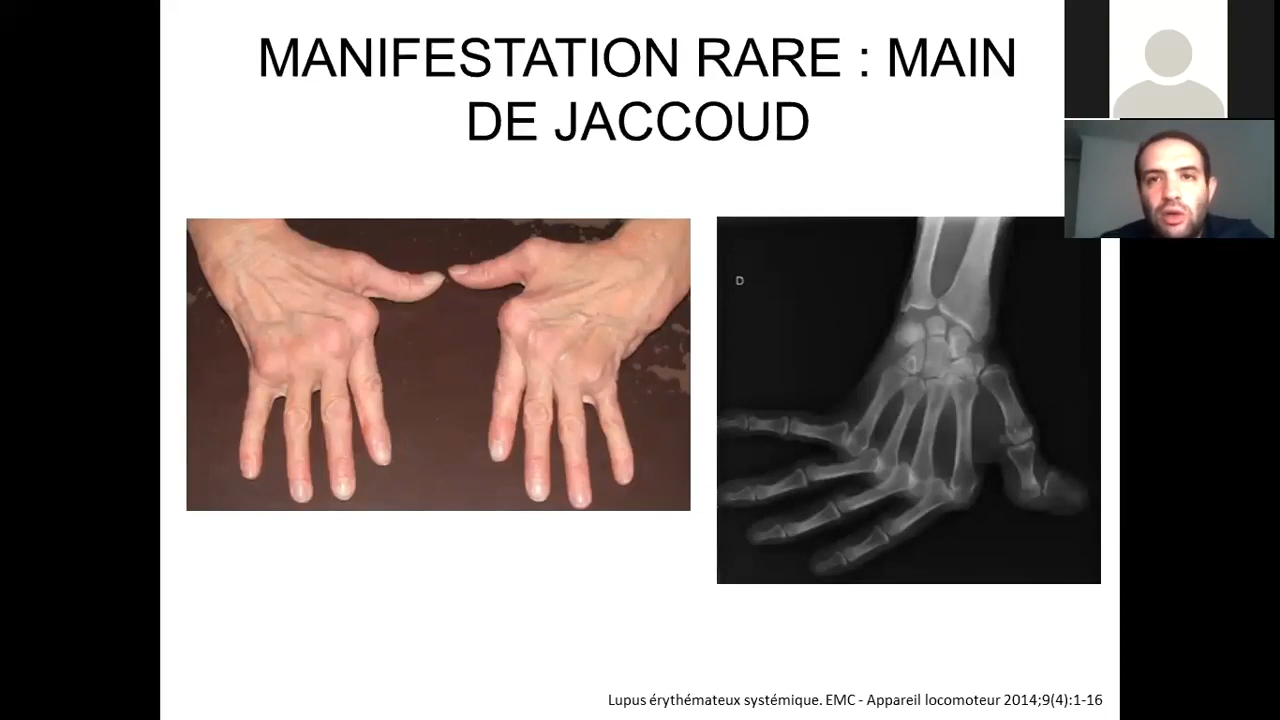 MANIFESTATION RARE : MAIN
DE JACCOUD
D
Lupus érythémateux systémique. EMC - Appareil locomoteur 2014;9(4):1-16